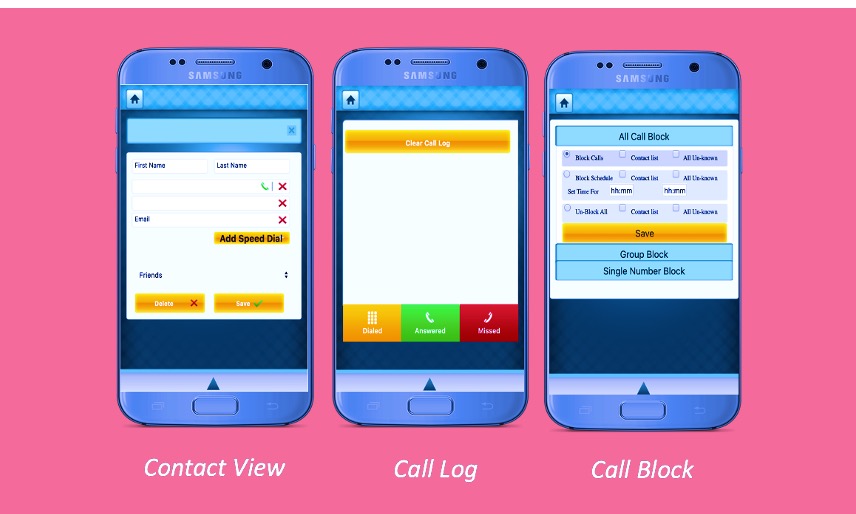 SAMSUNG
First Name Last Name
Email
Add Speed Dial
Friends
Delete Save
Contact View
SAMSUNG
Clear Call Log
Dialed Answered Missed
Call Log
SAMSUNG
All Call Block
Block Calls Contact list All Un-known
Block Schedule Contact list All Un-known
Set Time For hh:mm hh:mm
Un-Block All Contact list All Un-known
Save
Group Block
Single Number Block
Call Block